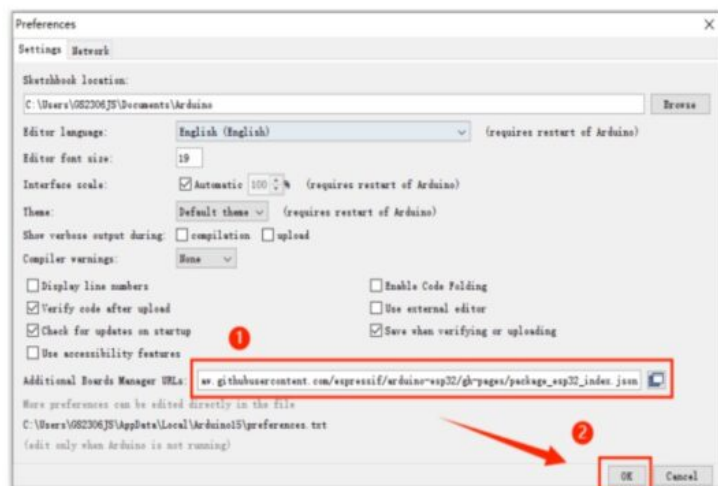 Preferences
Settings Network
Sketchbook location:
C:\Users\GS2306JS\Documents\Arduino Browse
Editor language: English (English) (requires restart of Arduino)
Editor font size: 19
Interface scale: Automatic 100 % (requires restart of Arduino)
Theme: Default theme (requires restart of Arduino)
Show verbose output during: compilation upload
Compiler warnings: None
Display line numbers Enable Code Folding
Verify code after upload Use external editor
Check for updates on startup Save when verifying or uploading
Use accessibility features
1
Additional Boards Manager URLs: aw.githubusercontent.com/espressif/arduino-esp32/gh-pages/package_esp32_index.json
More preferences can be edited directly in the file
C:\Users\GS2306JS\AppData\Local\Arduino15\preferences.txt
(edit only when Arduino is not running)
2
OK Cancel